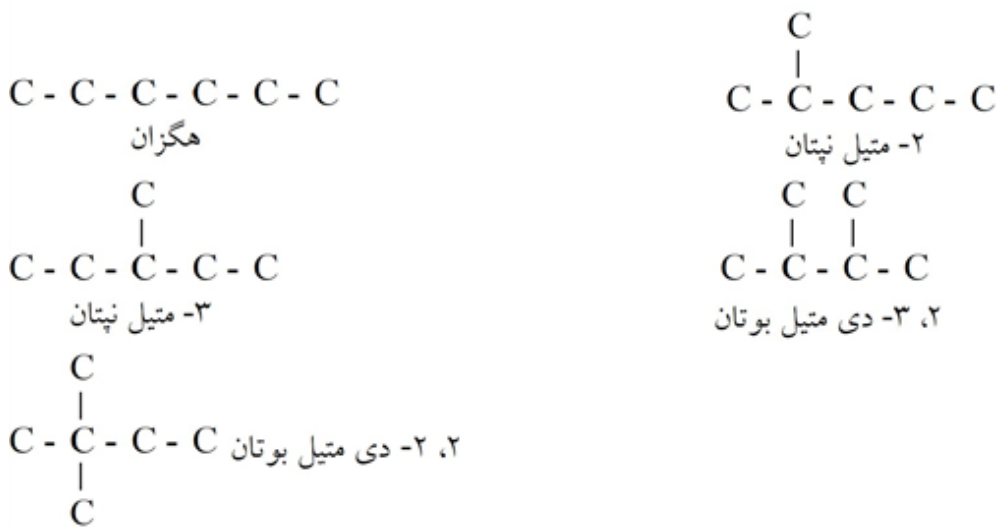 C
|
C - C - C - C - C - C
C - C - C - C - C
هگزان
۲- متیل نپتان
C
C C
|
| |
C - C - C - C - C
C - C - C - C
۳- متیل نپتان
۲، ۳- دی متیل بوتان
C
|
C - C - C - C ۲، ۲- دی متیل بوتان
|
C